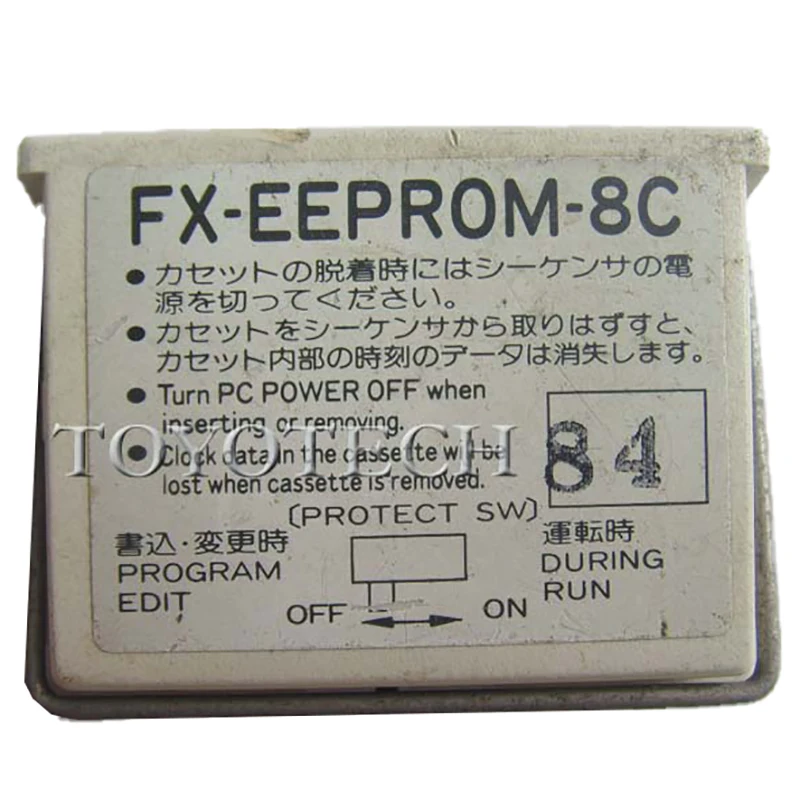 FX-EEPROM-8C
● カセットの脱着時にはシーケンサの電
源を切ってください。
● カセットをシーケンサから取りはずすと、
カセット内部の時刻のデータは消失します。
● Turn PC POWER OFF when
inserting or removing.
● Clock data in the cassette will be
lost when cassette is removed.
TOYOTECH
84
(PROTECT SW)
書込・変更時
PROGRAM
EDIT
OFF
ON
運転時
DURING
RUN